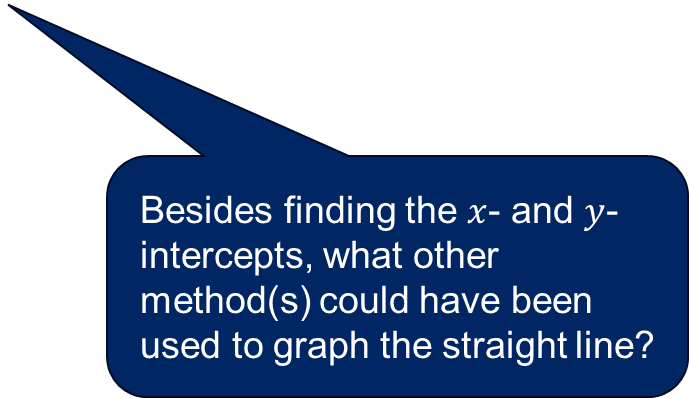 Besides finding the 𝑥- and 𝑦-
intercepts, what other
method(s) could have been
used to graph the straight line?